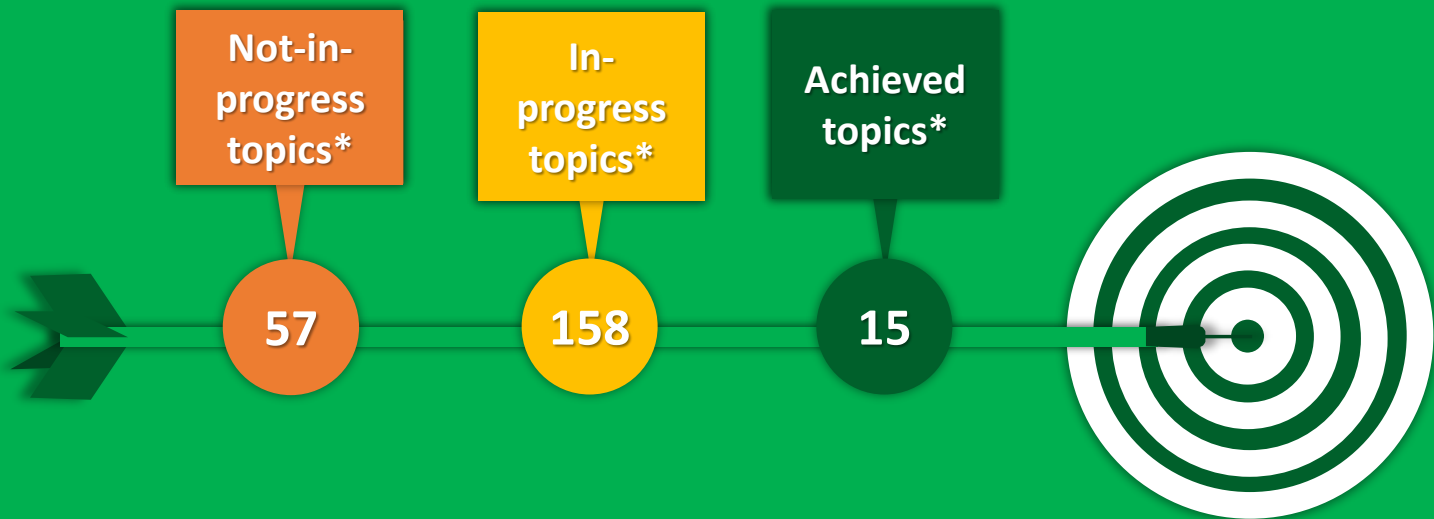 Not-in-
progress
topics*
In-
progress
topics*
Achieved
topics*
57
158
15